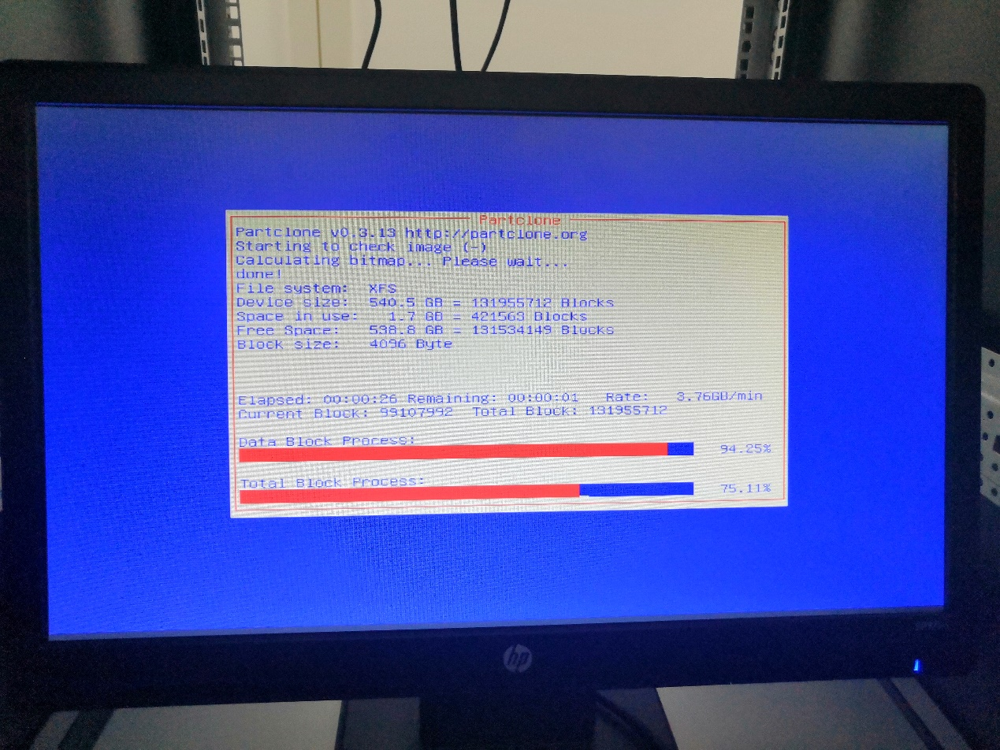 Partclone
Partclone v0.3.13 http://partclone.org
Starting to check image (-)
Calculating bitmap... Please wait...
done!
File system: XFS
Device size: 540.5 GB = 131955712 Blocks
Space in use: 1.7 GB = 421563 Blocks
Free Space: 538.8 GB = 131534149 Blocks
Block size: 4096 Byte
Elapsed: 00:00:26 Remaining: 00:00:01 Rate: 3.76GB/min
Current Block: 99107992 Total Block: 131955712
Data Block Process:
94.25%
Total Block Process:
75.11%
hp